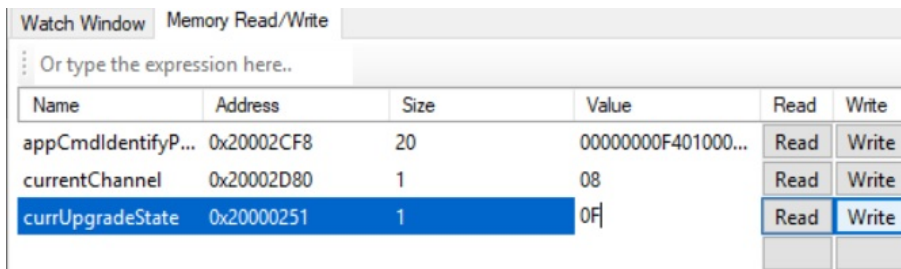 Watch Window Memory Read/Write
Or type the expression here..
Name Address Size Value Read Write
appCmdIdentifyP... 0x20002CF8 20 00000000F401000... Read Write
currentChannel 0x20002D80 1 08 Read Write
currUpgradeState 0x20000251 1 0F Read Write